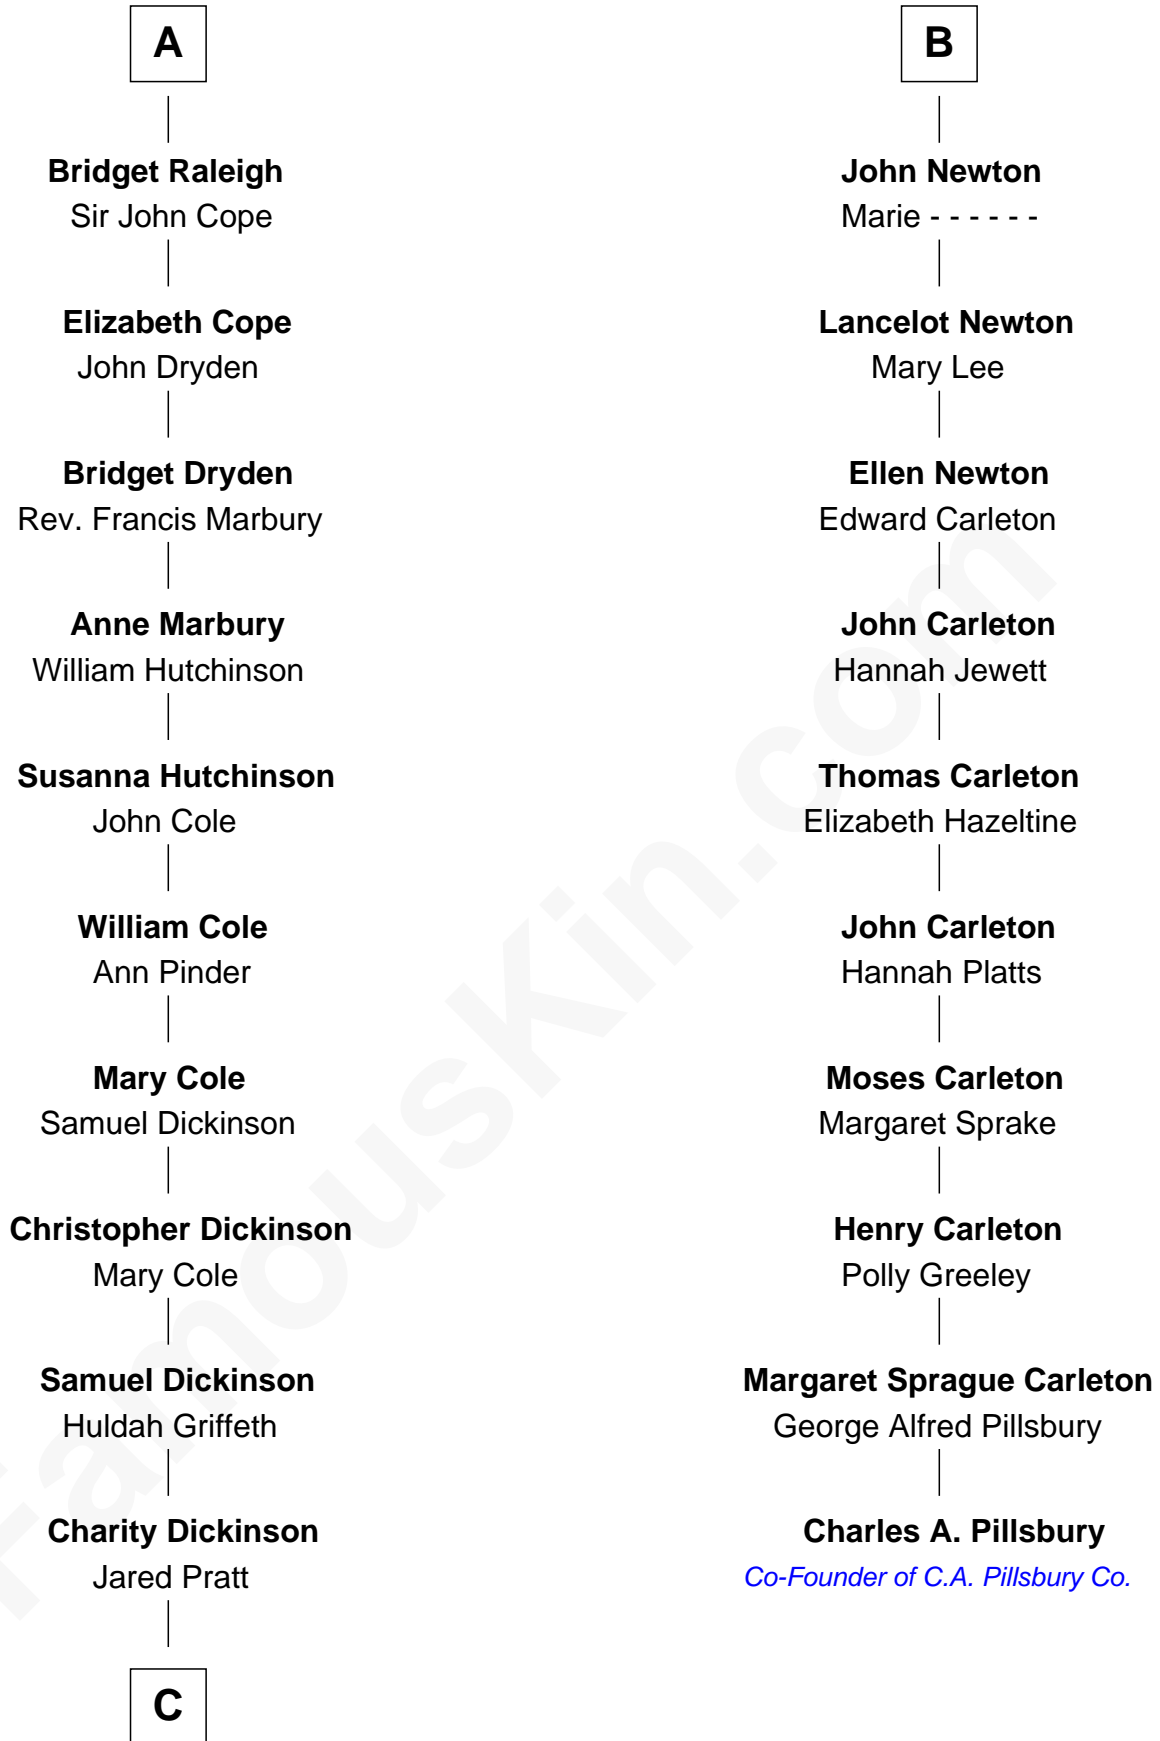 A
Bridget Raleigh
Sir John Cope
Elizabeth Cope
John Dryden
Bridget Dryden
Rev. Francis Marbury
Anne Marbury
William Hutchinson
Susanna Hutchinson
John Cole
William Cole
Ann Pinder
Mary Cole
Samuel Dickinson
Christopher Dickinson
Mary Cole
Samuel Dickinson
Huldah Griffeth
Charity Dickinson
Jared Pratt
C
B
John Newton
Marie - - - - - -
Lancelot Newton
Mary Lee
Ellen Newton
Edward Carleton
John Carleton
Hannah Jewett
Thomas Carleton
Elizabeth Hazeltine
John Carleton
Hannah Platts
Moses Carleton
Margaret Sprake
Henry Carleton
Polly Greeley
Margaret Sprague Carleton
George Alfred Pillsbury
Charles A. Pillsbury
Co-Founder of C.A. Pillsbury Co.
FamousKin.com